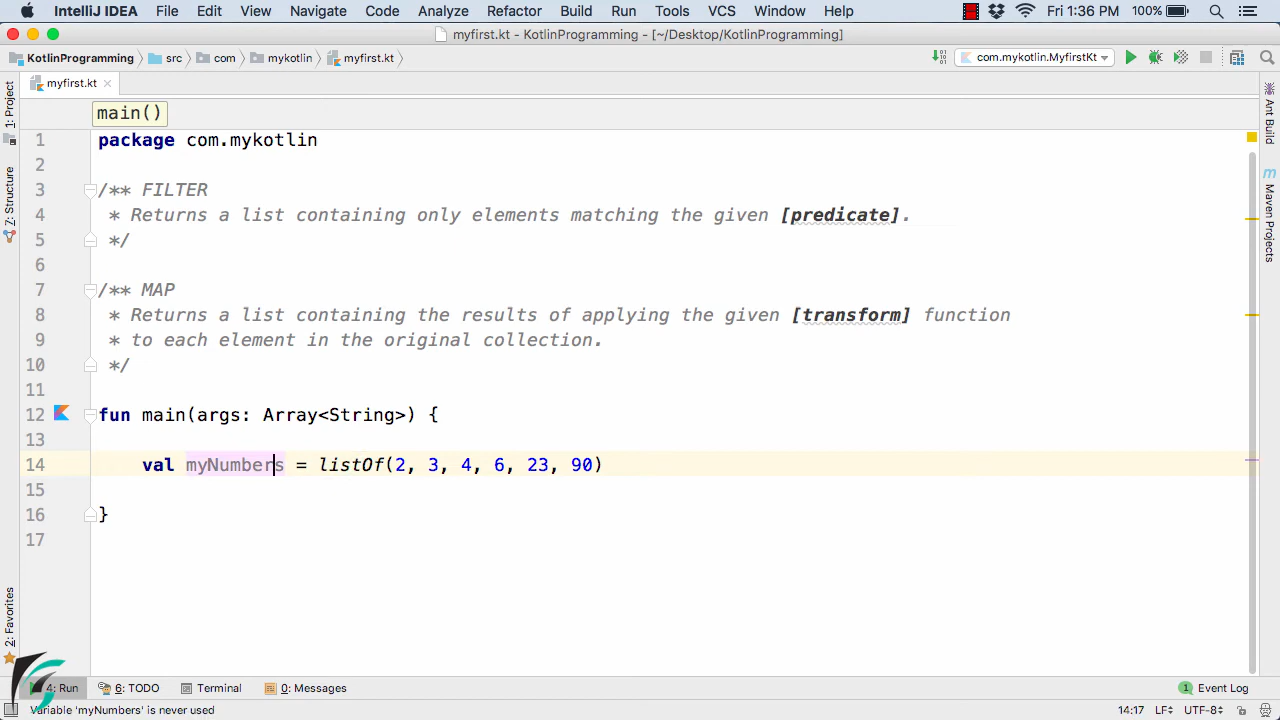 IntelliJ IDEA File Edit View Navigate Code Analyze Refactor Build Run Tools VCS Window Help Fri 1:36 PM 100%
myfirst.kt - KotlinProgramming - [~/Desktop/KotlinProgramming]
KotlinProgramming src com mykotlin myfirst.kt com.mykotlin.MyfirstKt
myfirst.kt
main()
1 package com.mykotlin
2
3 /** FILTER
4 * Returns a list containing only elements matching the given [predicate].
5 */
6
7 /** MAP
8 * Returns a list containing the results of applying the given [transform] function
9 * to each element in the original collection.
10 */
11
12 fun main(args: Array<String>) {
13
14 val myNumbers = listOf(2, 3, 4, 6, 23, 90)
15
16 }
17
1: Project
7: Structure
2: Favorites
Ant Build
Maven Projects
4: Run 6: TODO Terminal 0: Messages 1 Event Log
Variable 'myNumbers' is never used 14:17 LF÷ UTF-8÷